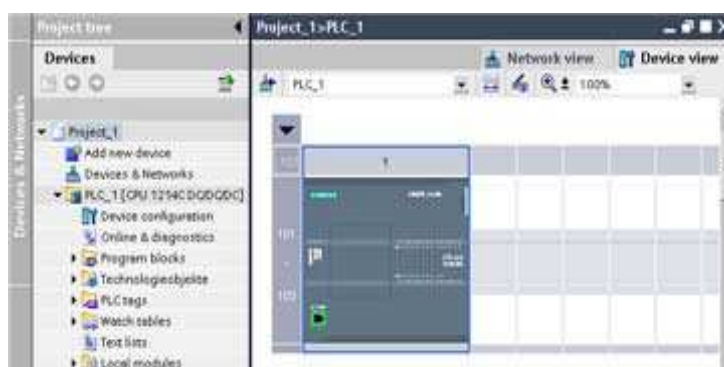 Project tree
Project_1>PLC_1
Devices
Network view
Device view
PLC_1
100%
Project_1
Add new device
Devices & Networks
PLC_1 [CPU 1214C DC/DC/DC]
Device configuration
Online & diagnostics
Program blocks
Technologieobjekte
PLC tags
Watch tables
Text lists
Local modules
Devices & Networks
1
101